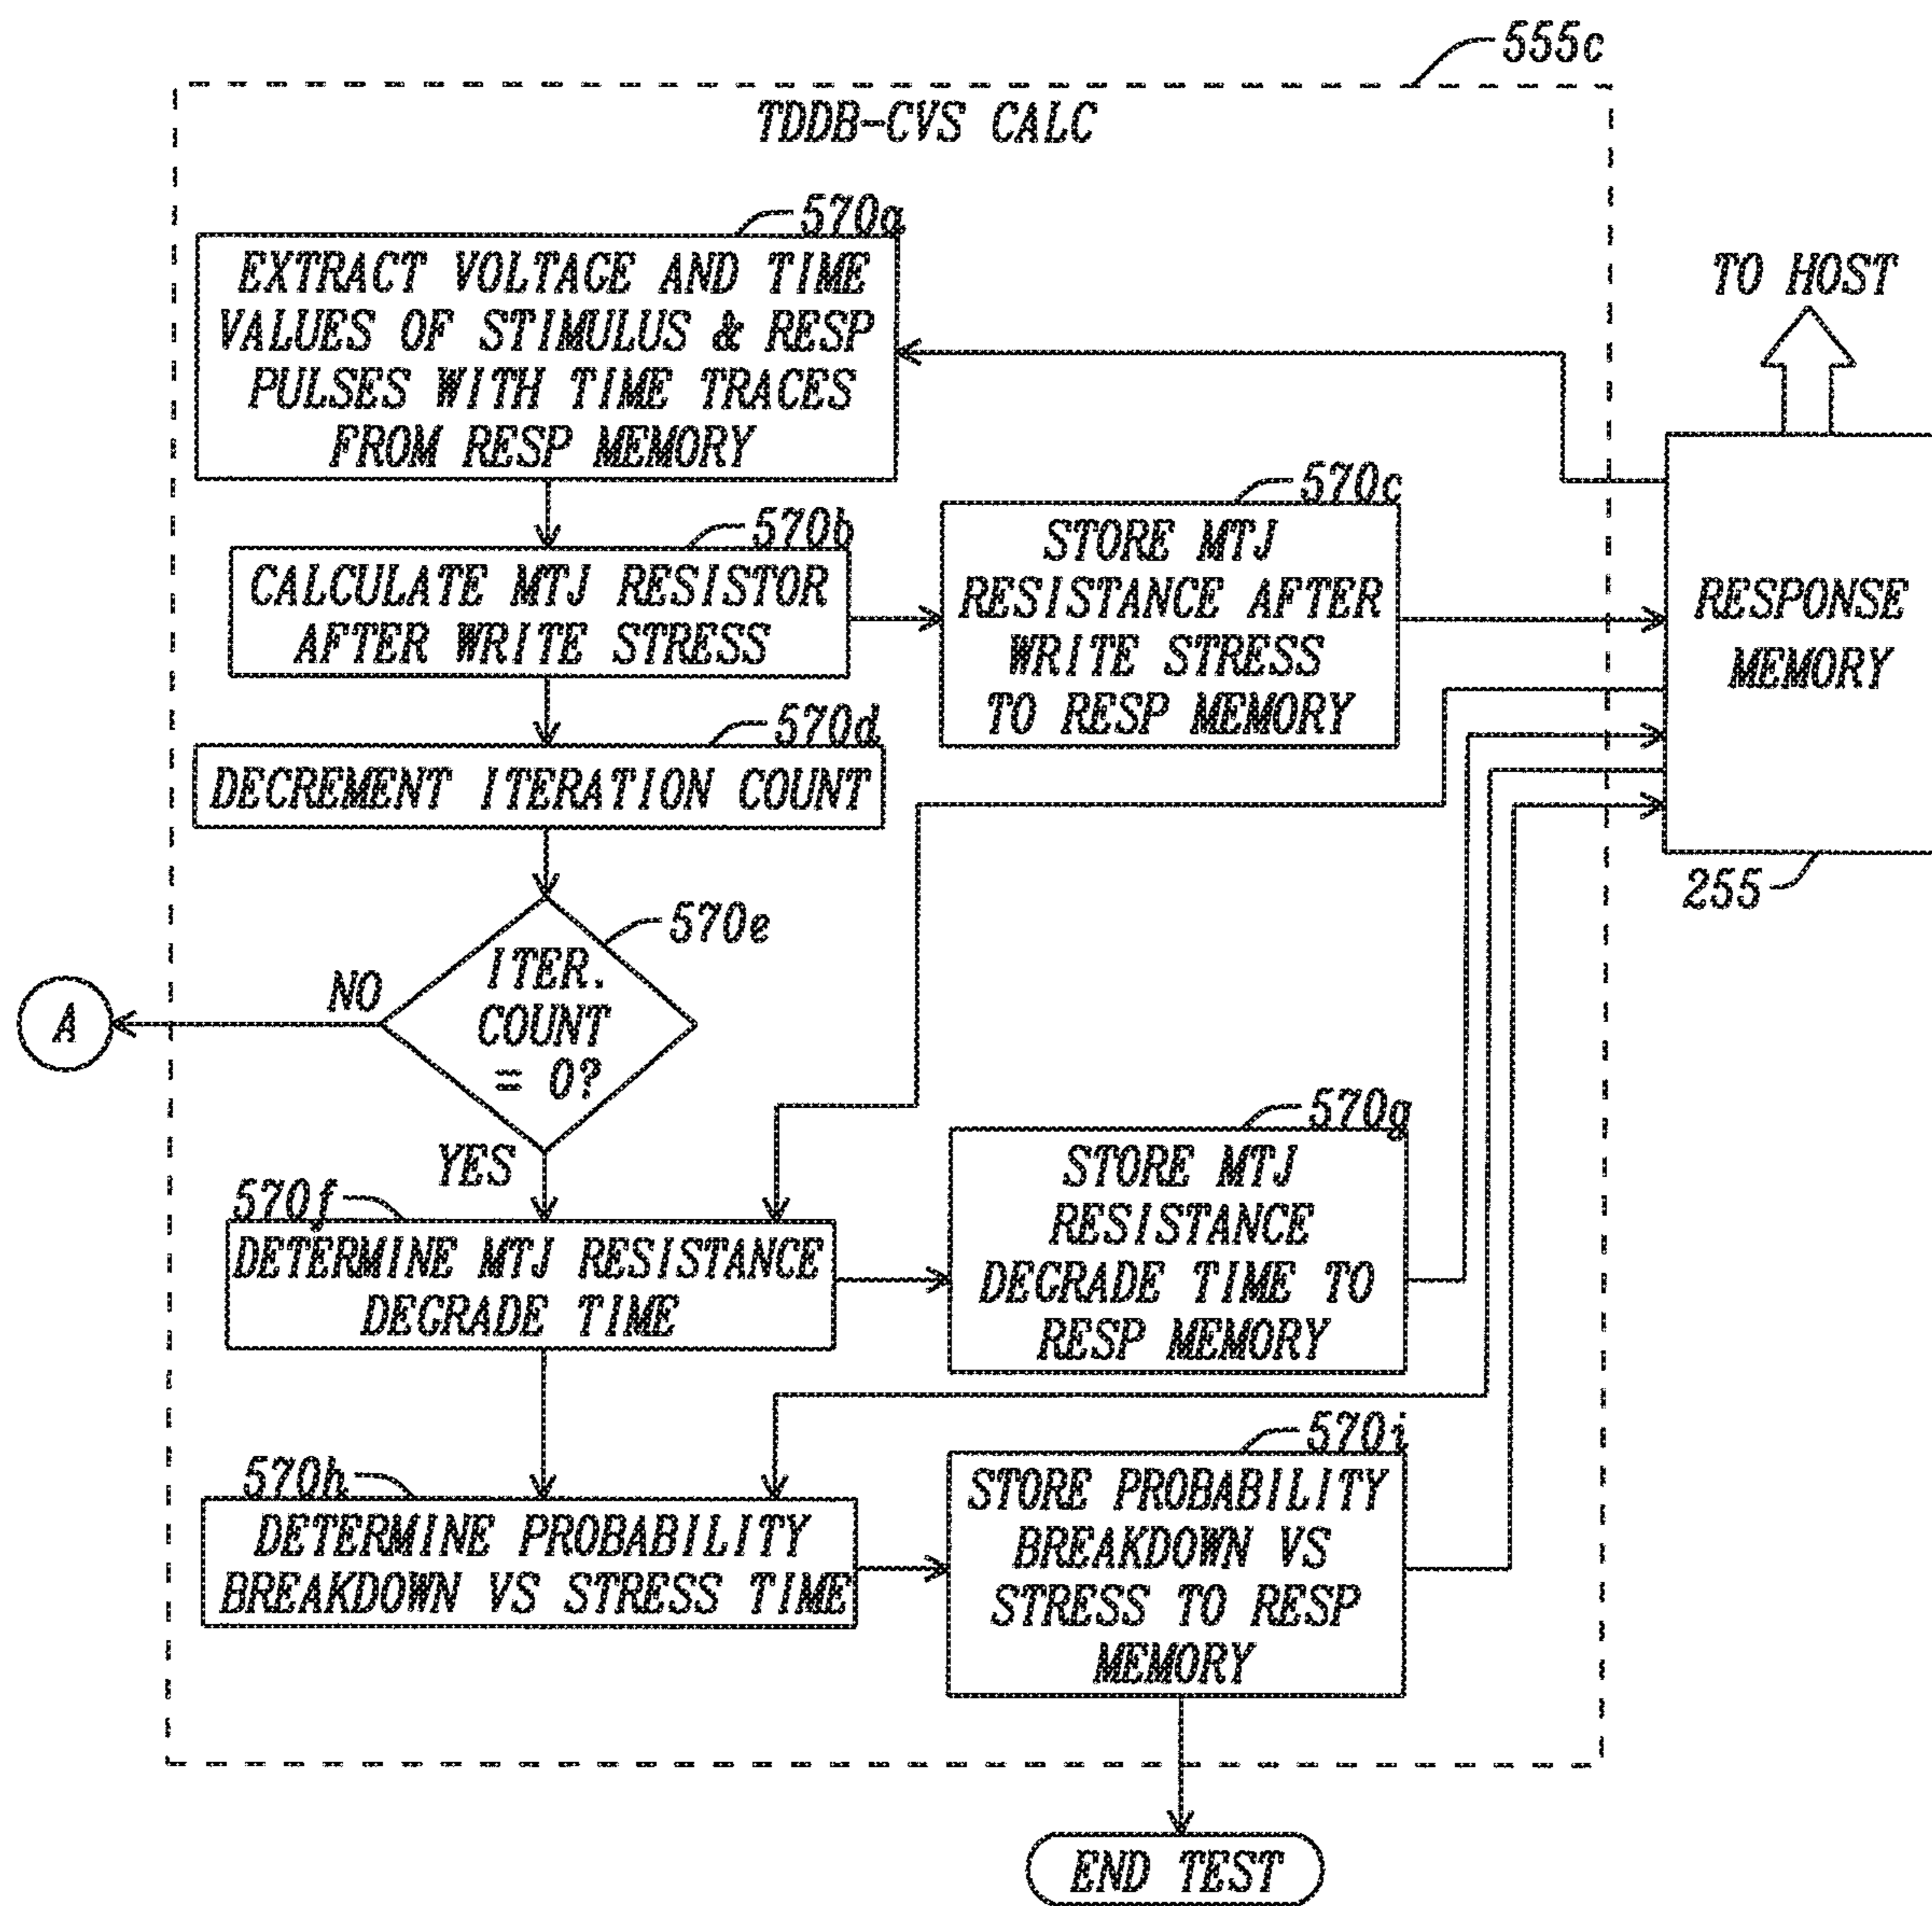 555c
TDDB-CVS CALC
570a
EXTRACT VOLTAGE AND TIME
VALUES OF STIMULUS & RESP
PULSES WITH TIME TRACES
FROM RESP MEMORY
TO HOST
570b
CALCULATE MTJ RESISTOR
AFTER WRITE STRESS
570c
STORE MTJ
RESISTANCE AFTER
WRITE STRESS
TO RESP MEMORY
RESPONSE
MEMORY
255
570d
DECREMENT ITERATION COUNT
570e
ITER.
COUNT
= 0?
NO
A
YES
570f
DETERMINE MTJ RESISTANCE
DEGRADE TIME
570g
STORE MTJ
RESISTANCE
DEGRADE TIME TO
RESP MEMORY
570h
DETERMINE PROBABILITY
BREAKDOWN VS STRESS TIME
570i
STORE PROBABILITY
BREAKDOWN VS
STRESS TO RESP
MEMORY
END TEST